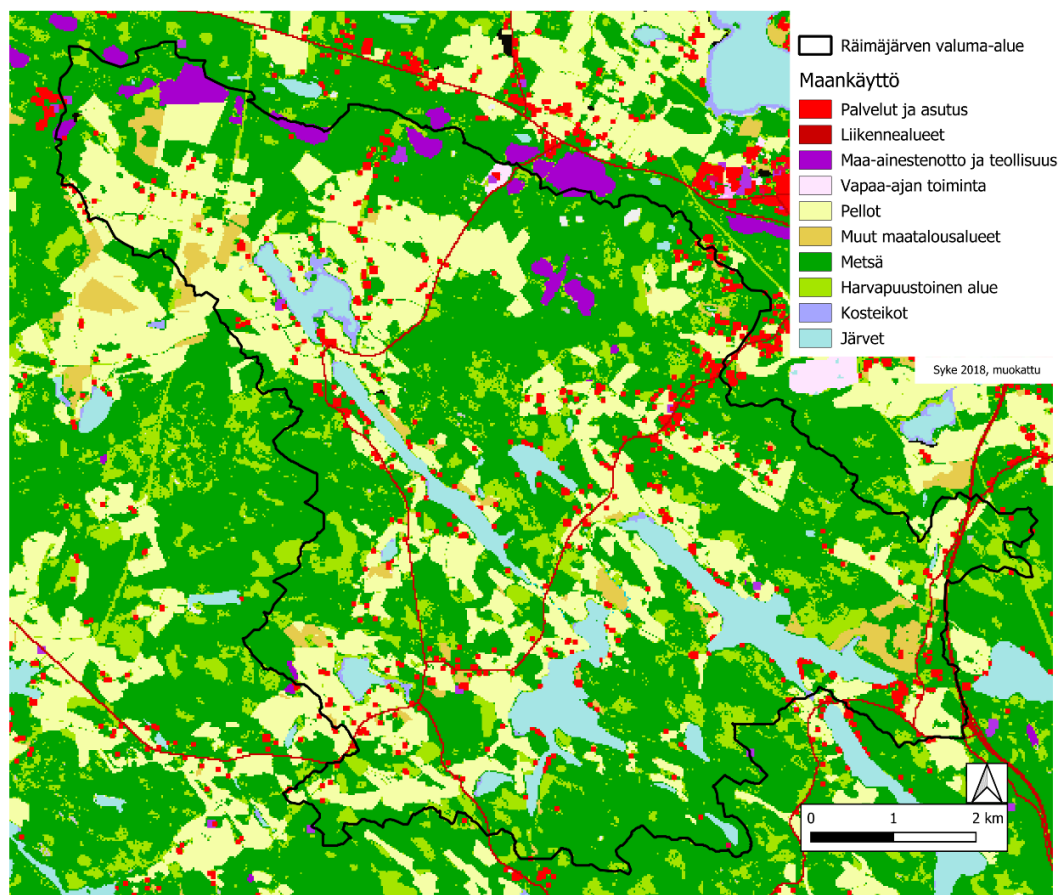 Räimäjärven valuma-alue
Maankäyttö
Palvelut ja asutus
Liikennealueet
Maa-ainestenotto ja teollisuus
Vapaa-ajan toiminta
Pellot
Muut maatalousalueet
Metsä
Harvapuustoinen alue
Kosteikot
Järvet
Syke 2018, muokattu
0 1 2 km